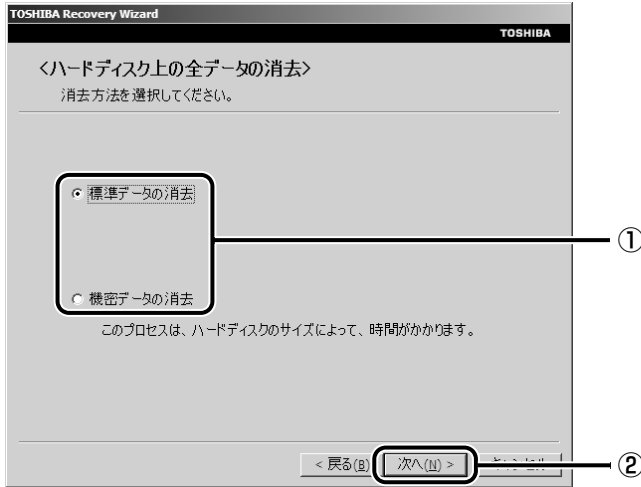 TOSHIBA Recovery Wizard
TOSHIBA
<ハードディスク上の全データの消去>
消去方法を選択してください。
標準データの消去
①
機密データの消去
このプロセスは、ハードディスクのサイズによって、時間がかかります。
< 戻る(B) 次へ(N) >
②